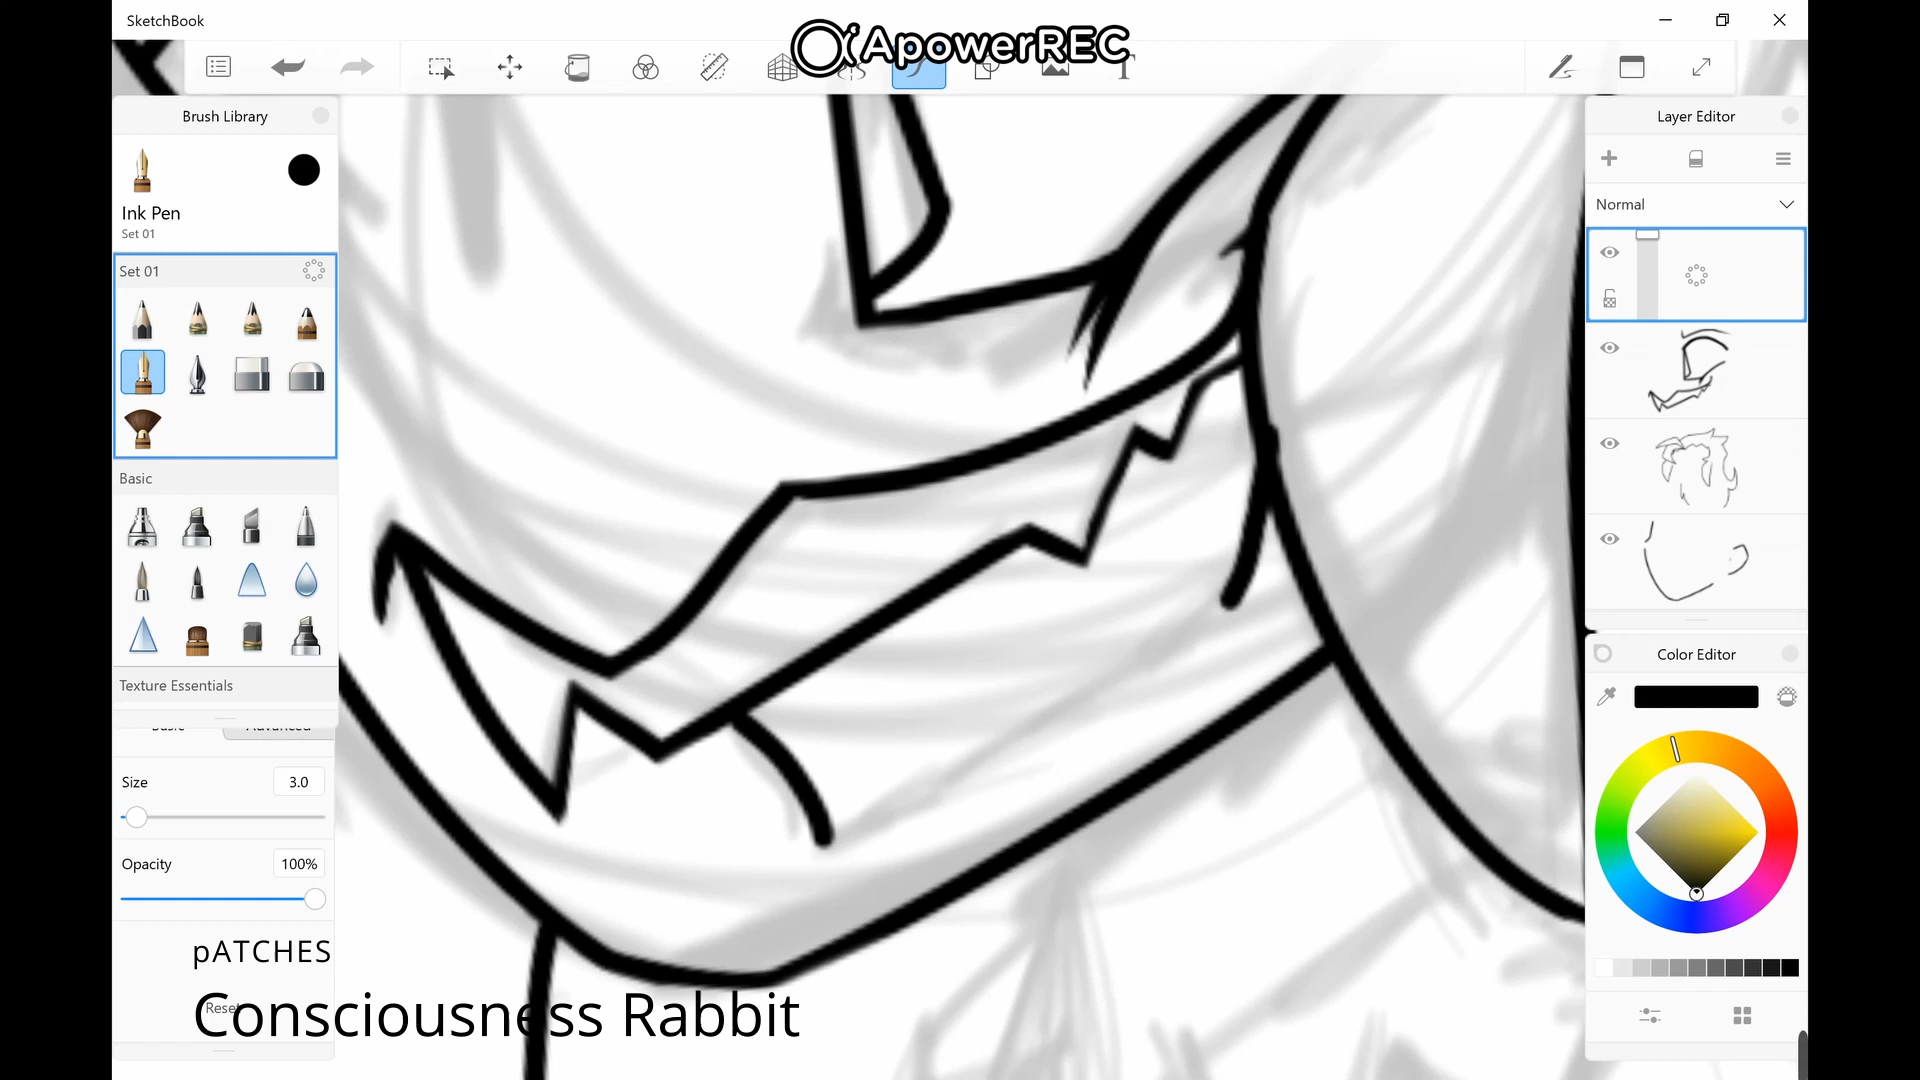 SketchBook
ApowerREC
Brush Library
Layer Editor
Ink Pen
Set 01
Normal
Set 01
Basic
Texture Essentials
Color Editor
Basic
Advanced
Size
3.0
Opacity
100%
pATCHES
Reset
Consciousness Rabbit